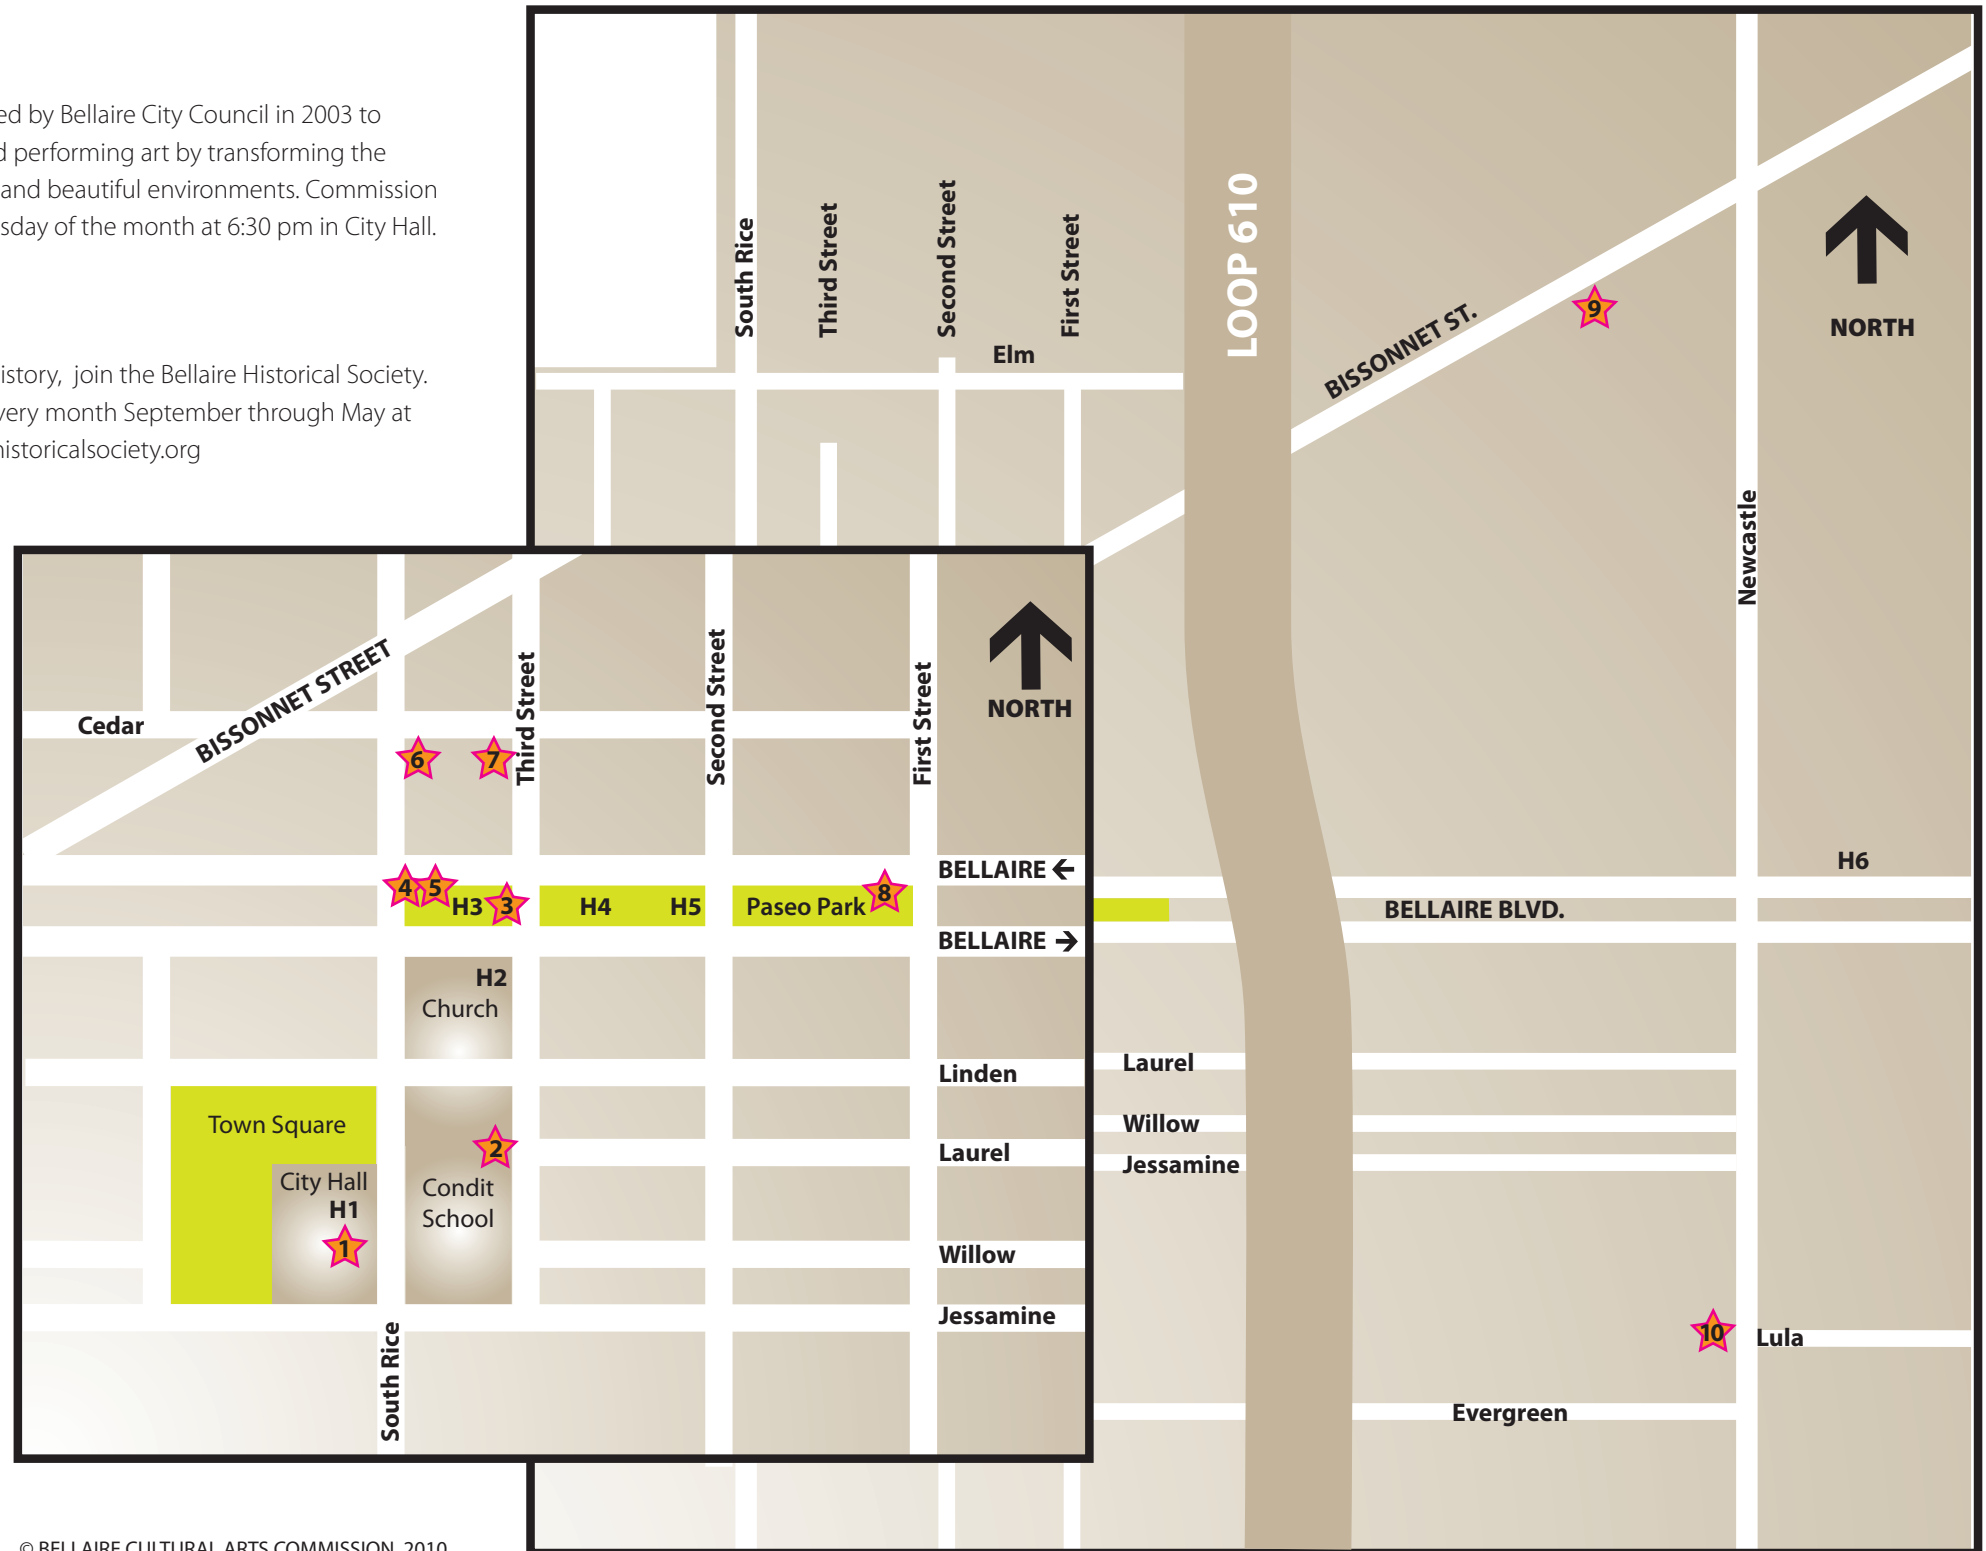 ed by Bellaire City Council in 2003 to
d performing art by transforming the
and beautiful environments. Commission
sday of the month at 6:30 pm in City Hall.
istory, join the Bellaire Historical Society.
very month September through May at
historicalsociety.org
South Rice
Third Street
Second Street
First Street
Elm
LOOP 610
BISSONNET ST.
9
NORTH
Newcastle
H6
BELLAIRE BLVD.
Laurel
Willow
Jessamine
10
Lula
Evergreen
BISSONNET STREET
Cedar
6
7
Third Street
Second Street
First Street
NORTH
BELLAIRE ←
4
5
H3
3
H4
H5
Paseo Park
8
BELLAIRE →
H2
Church
Linden
Town Square
2
Laurel
City Hall
H1
1
Condit
School
Willow
Jessamine
South Rice
© BELLAIRE CULTURAL ARTS COMMISSION, 2010